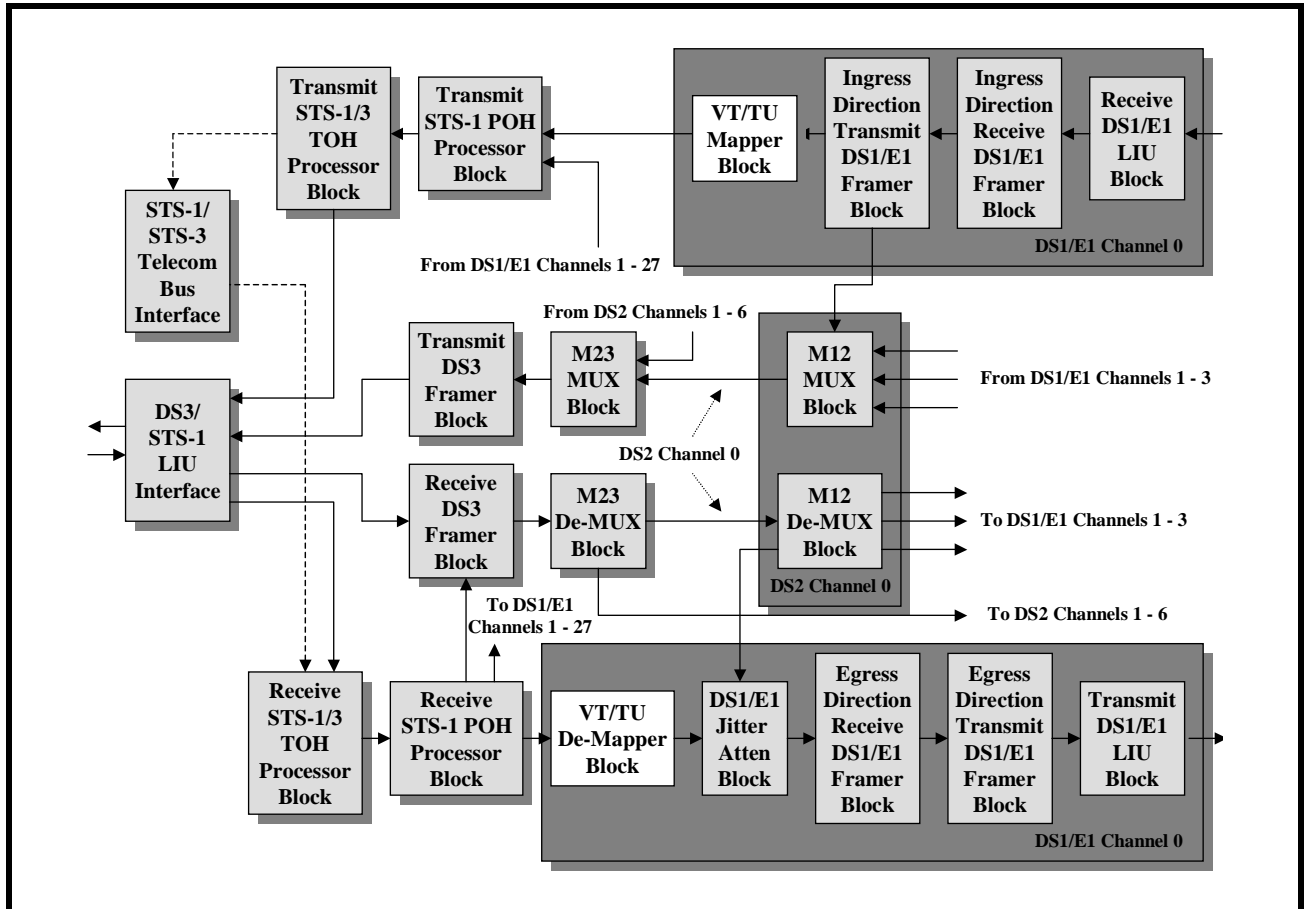 Transmit
STS-1/3
TOH
Processor
Block
Transmit
STS-1 POH
Processor
Block
VT/TU
Mapper
Block
Ingress
Direction
Transmit
DS1/E1
Framer
Block
Ingress
Direction
Receive
DS1/E1
Framer
Block
Receive
DS1/E1
LIU
Block
DS1/E1 Channel 0
STS-1/
STS-3
Telecom
Bus
Interface
From DS1/E1 Channels 1 - 27
From DS2 Channels 1 - 6
Transmit
DS3
Framer
Block
M23
MUX
Block
M12
MUX
Block
From DS1/E1 Channels 1 - 3
DS3/
STS-1
LIU
Interface
DS2 Channel 0
Receive
DS3
Framer
Block
M23
De-MUX
Block
M12
De-MUX
Block
To DS1/E1 Channels 1 - 3
DS2 Channel 0
To DS1/E1
Channels 1 - 27
To DS2 Channels 1 - 6
Receive
STS-1/3
TOH
Processor
Block
Receive
STS-1 POH
Processor
Block
VT/TU
De-Mapper
Block
DS1/E1
Jitter
Atten
Block
Egress
Direction
Receive
DS1/E1
Framer
Block
Egress
Direction
Transmit
DS1/E1
Framer
Block
Transmit
DS1/E1
LIU
Block
DS1/E1 Channel 0